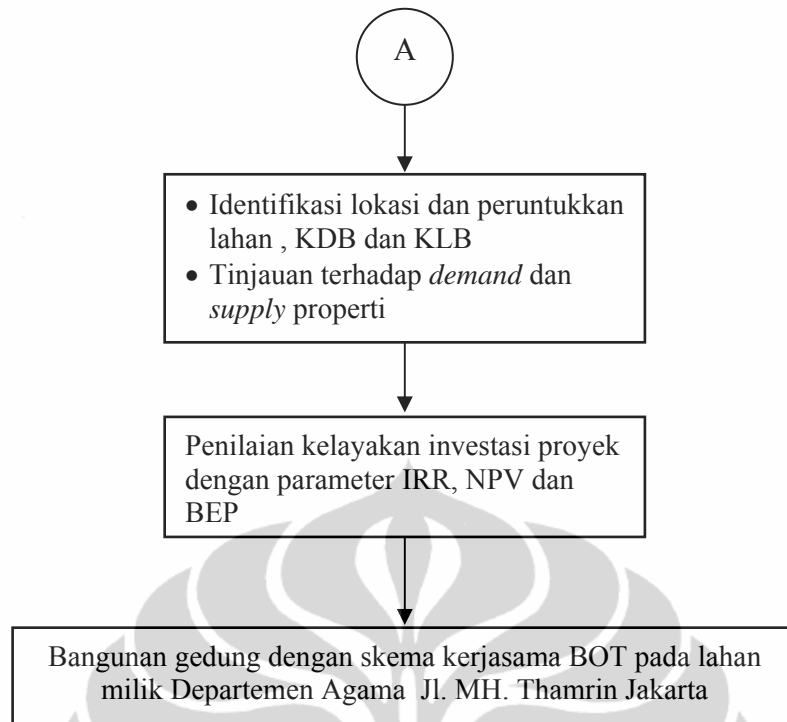 A
• Identifikasi lokasi dan peruntukkan
lahan , KDB dan KLB
• Tinjauan terhadap demand dan
supply properti
Penilaian kelayakan investasi proyek
dengan parameter IRR, NPV dan
BEP
Bangunan gedung dengan skema kerjasama BOT pada lahan
milik Departemen Agama Jl. MH. Thamrin Jakarta